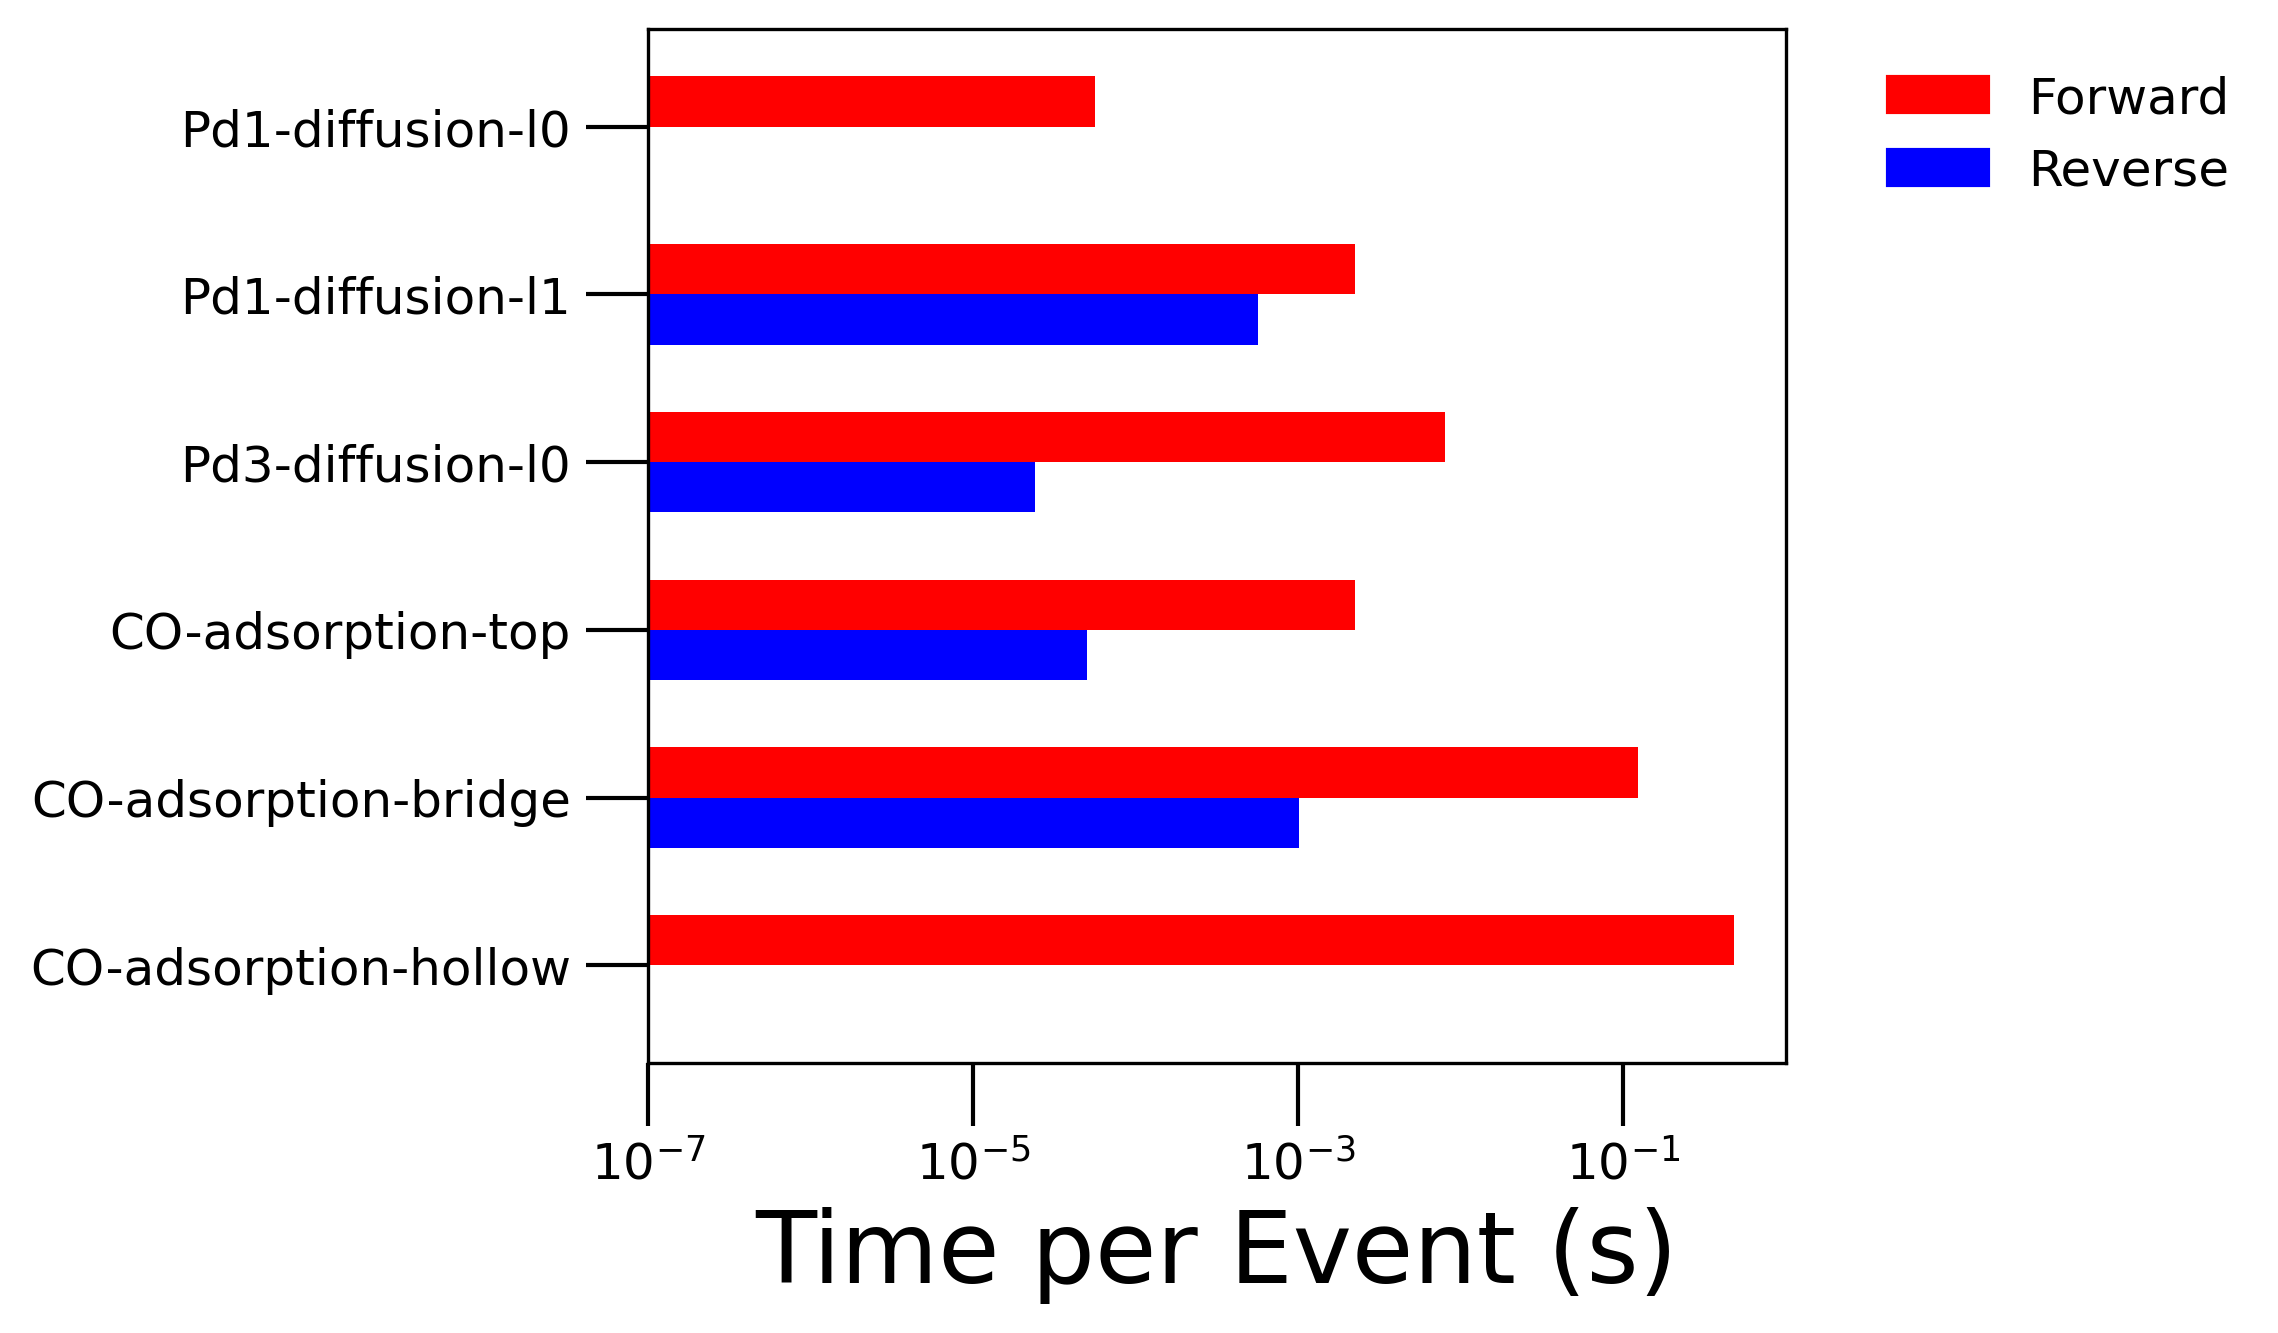 Forward
Reverse
Pd1-diffusion-l0
Pd1-diffusion-l1
Pd3-diffusion-l0
CO-adsorption-top
CO-adsorption-bridge
CO-adsorption-hollow
10⁻⁷ 10⁻⁵ 10⁻³ 10⁻¹
Time per Event (s)